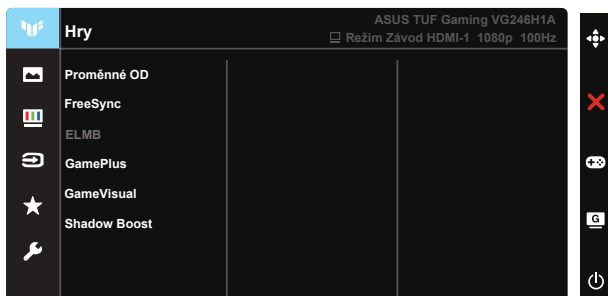 Hry
ASUS TUF Gaming VG246H1A
Režim Závod HDMI-1 1080p 100Hz
Proměnné OD
FreeSync
ELMB
GamePlus
GameVisual
Shadow Boost
G